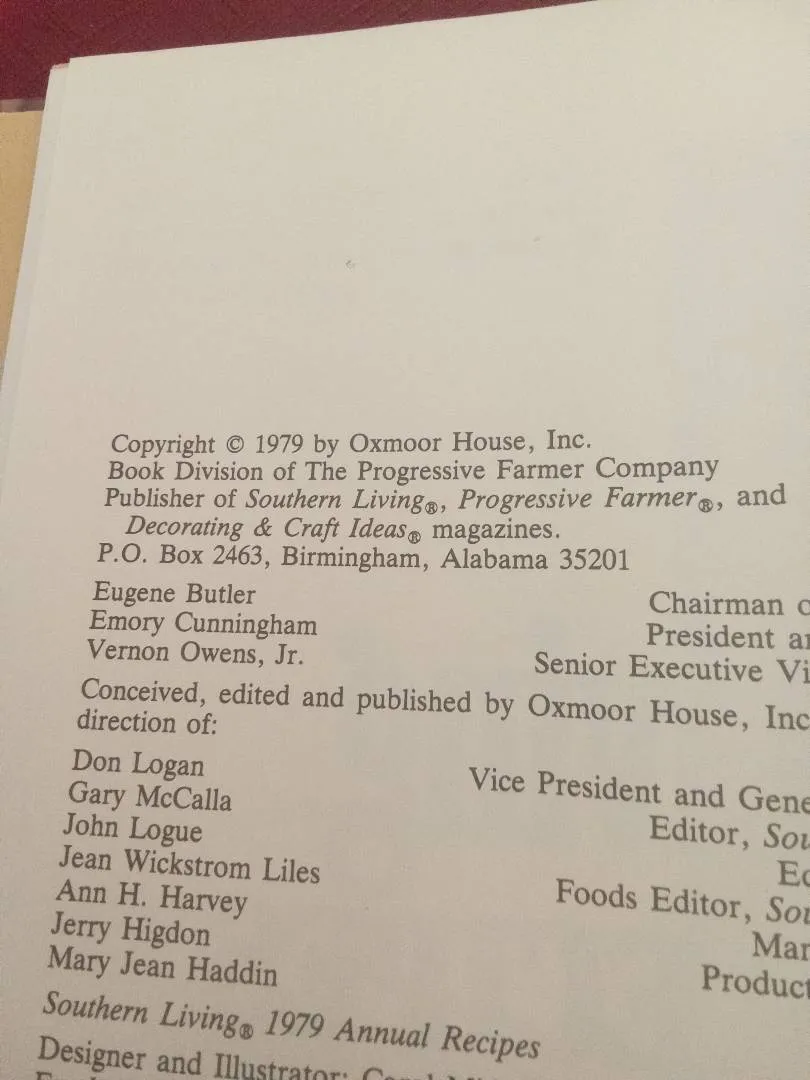 Copyright © 1979 by Oxmoor House, Inc.
Book Division of The Progressive Farmer Company
Publisher of Southern Living®, Progressive Farmer®, and
Decorating & Craft Ideas® magazines.
P.O. Box 2463, Birmingham, Alabama 35201
Eugene Butler Chairman
Emory Cunningham President
Vernon Owens, Jr. Senior Executive
Conceived, edited and published by Oxmoor House, Inc
direction of:
Don Logan Vice President and
Gary McCalla Editor,
John Logue
Jean Wickstrom Liles Foods Editor,
Ann H. Harvey
Jerry Higdon
Mary Jean Haddin
Southern Living® 1979 Annual Recipes
Designer and Illustrator: